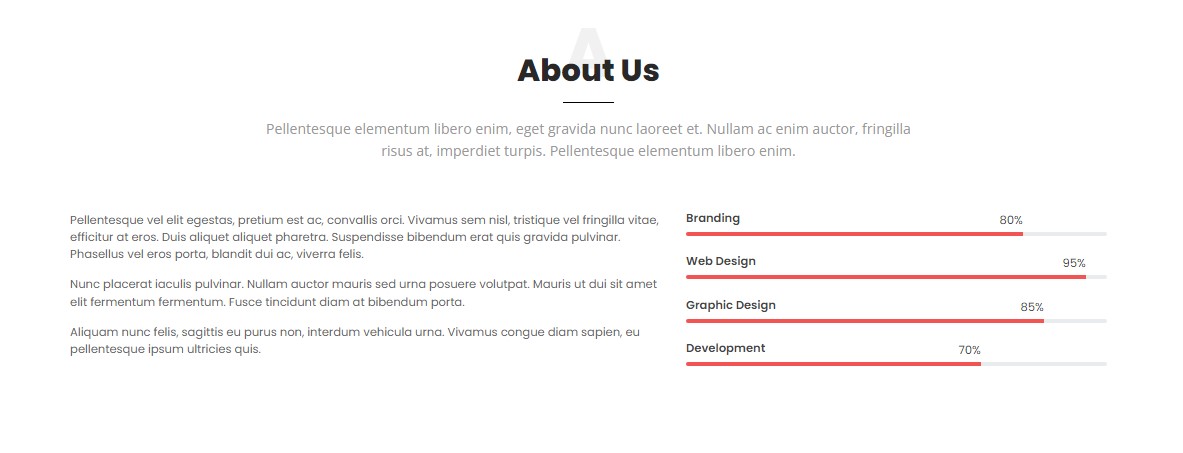 A
About Us
Pellentesque elementum libero enim, eget gravida nunc laoreet et. Nullam ac enim auctor, fringilla
risus at, imperdiet turpis. Pellentesque elementum libero enim.
Pellentesque vel elit egestas, pretium est ac, convallis orci. Vivamus sem nisl, tristique vel fringilla vitae,
efficitur at eros. Duis aliquet aliquet pharetra. Suspendisse bibendum erat quis gravida pulvinar.
Phasellus vel eros porta, blandit dui ac, viverra felis.
Nunc placerat iaculis pulvinar. Nullam auctor mauris sed urna posuere volutpat. Mauris ut dui sit amet
elit fermentum fermentum. Fusce tincidunt diam at bibendum porta.
Aliquam nunc felis, sagittis eu purus non, interdum vehicula urna. Vivamus congue diam sapien, eu
pellentesque ipsum ultricies quis.
Branding 80%
Web Design 95%
Graphic Design 85%
Development 70%